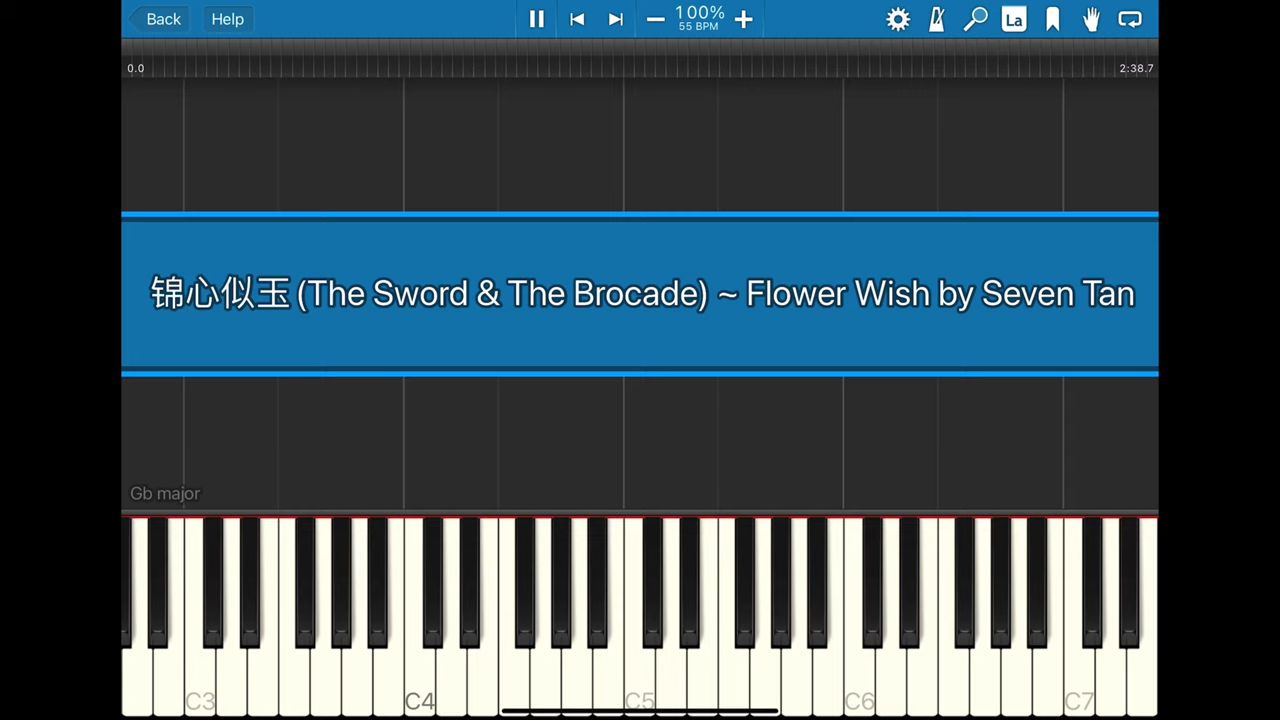 Back Help 100%
55 BPM
La
0.0 2:38.7
锦心似玉 (The Sword & The Brocade) ~ Flower Wish by Seven Tan
Gb major
C3 C4 C5 C6 C7